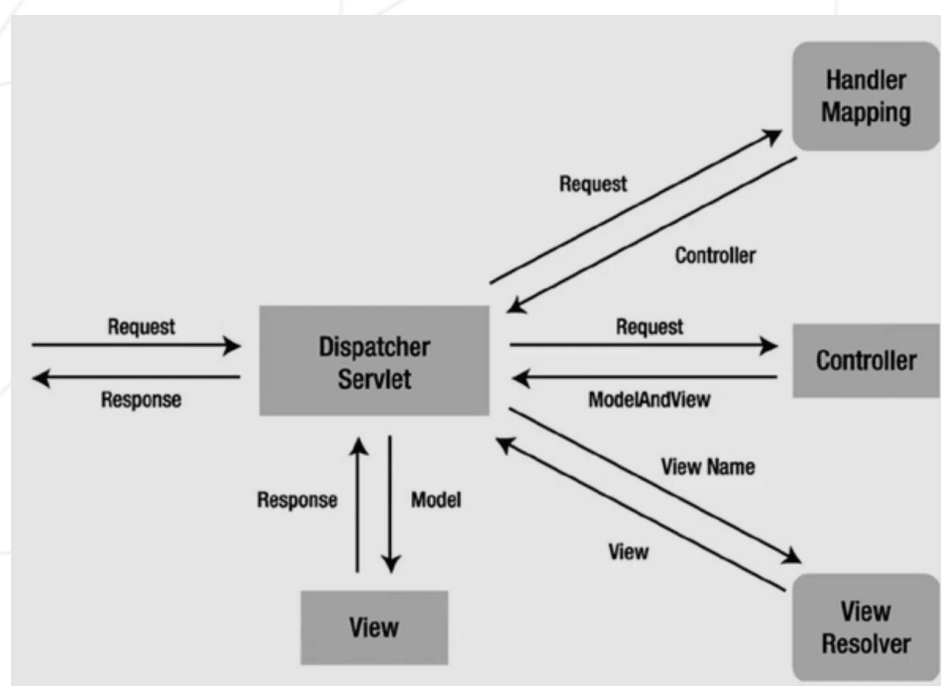 Handler
Mapping
Request
Controller
Request
Dispatcher
Servlet
Request
Controller
Response
ModelAndView
View Name
Response
Model
View
View
View
Resolver